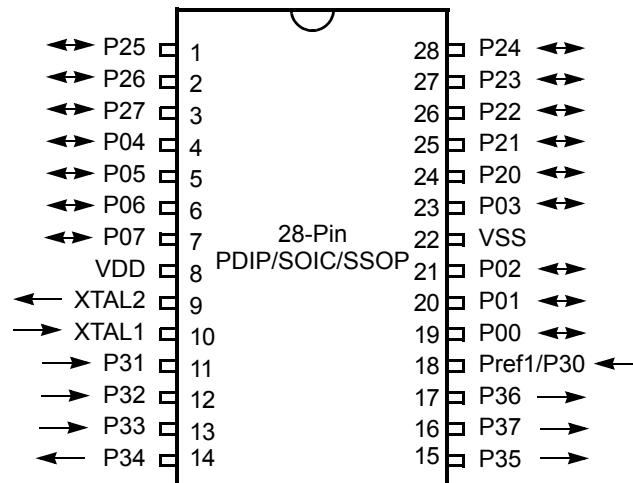 P25 1 28 P24
P26 2 27 P23
P27 3 26 P22
P04 4 25 P21
P05 5 24 P20
P06 6 23 P03
P07 7 28-Pin 22 VSS
VDD 8 PDIP/SOIC/SSOP 21 P02
XTAL2 9 20 P01
XTAL1 10 19 P00
P31 11 18 Pref1/P30
P32 12 17 P36
P33 13 16 P37
P34 14 15 P35